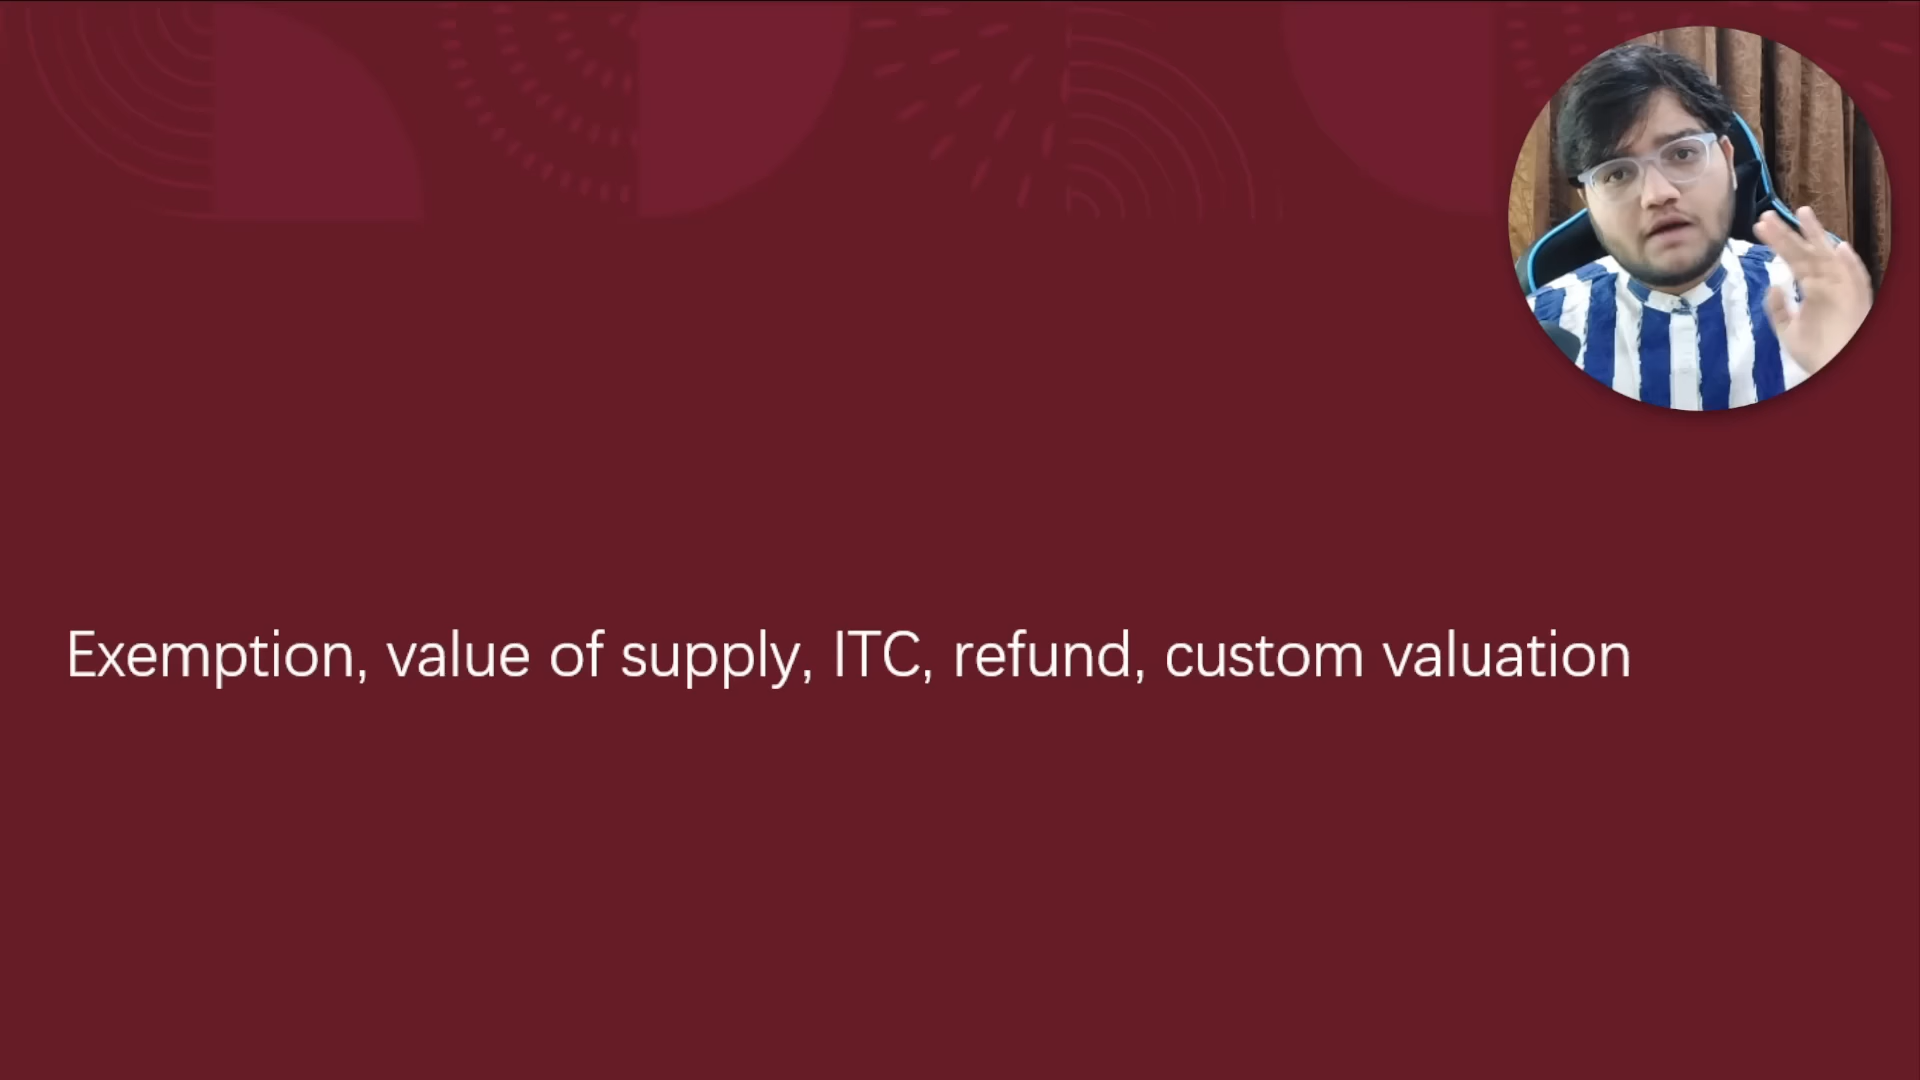 Exemption, value of supply, ITC, refund, custom valuation